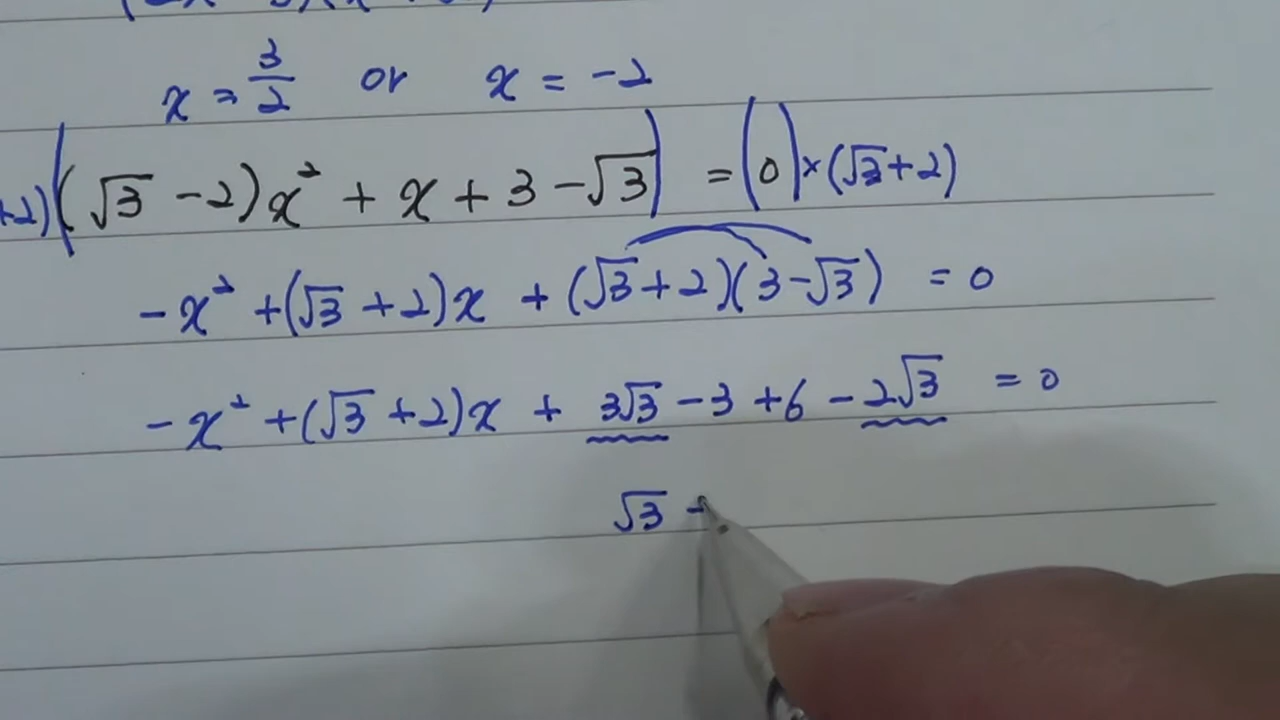 x = 3/2 or x = -2
+2)((√3 - 2)x² + x + 3 - √3) = (0) × (√3 + 2)
-x² + (√3 + 2)x + (√3 + 2)(3 - √3) = 0
-x² + (√3 + 2)x + 3√3 - 3 + 6 - 2√3 = 0
√3 -